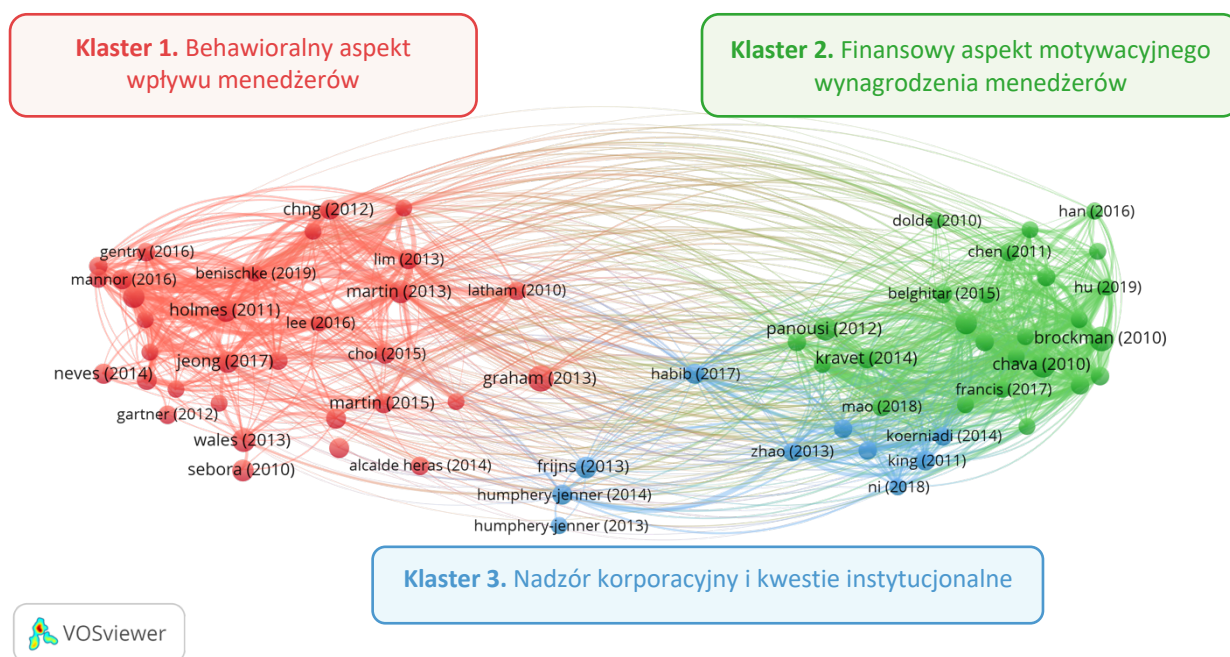 Klaster 1. Behawioralny aspekt
wpływu menedżerów
Klaster 2. Finansowy aspekt motywacyjnego
wynagrodzenia menedżerów
chng (2012)
gentry (2016)
mannor (2016)
benischke (2019)
lim (2013)
holmes (2011)
martin (2013)
latham (2010)
lee (2016)
jeong (2017)
choi (2015)
neves (2014)
graham (2013)
gartner (2012)
martin (2015)
wales (2013)
sebora (2010)
alcalde heras (2014)
dolde (2010)
han (2016)
chen (2011)
belghitar (2015)
hu (2019)
panousi (2012)
brockman (2010)
kravet (2014)
chava (2010)
francis (2017)
mao (2018)
habib (2017)
zhao (2013)
koerniadi (2014)
king (2011)
ni (2018)
frijns (2013)
humphery-jenner (2014)
humphery-jenner (2013)
Klaster 3. Nadzór korporacyjny i kwestie instytucjonalne
VOSviewer